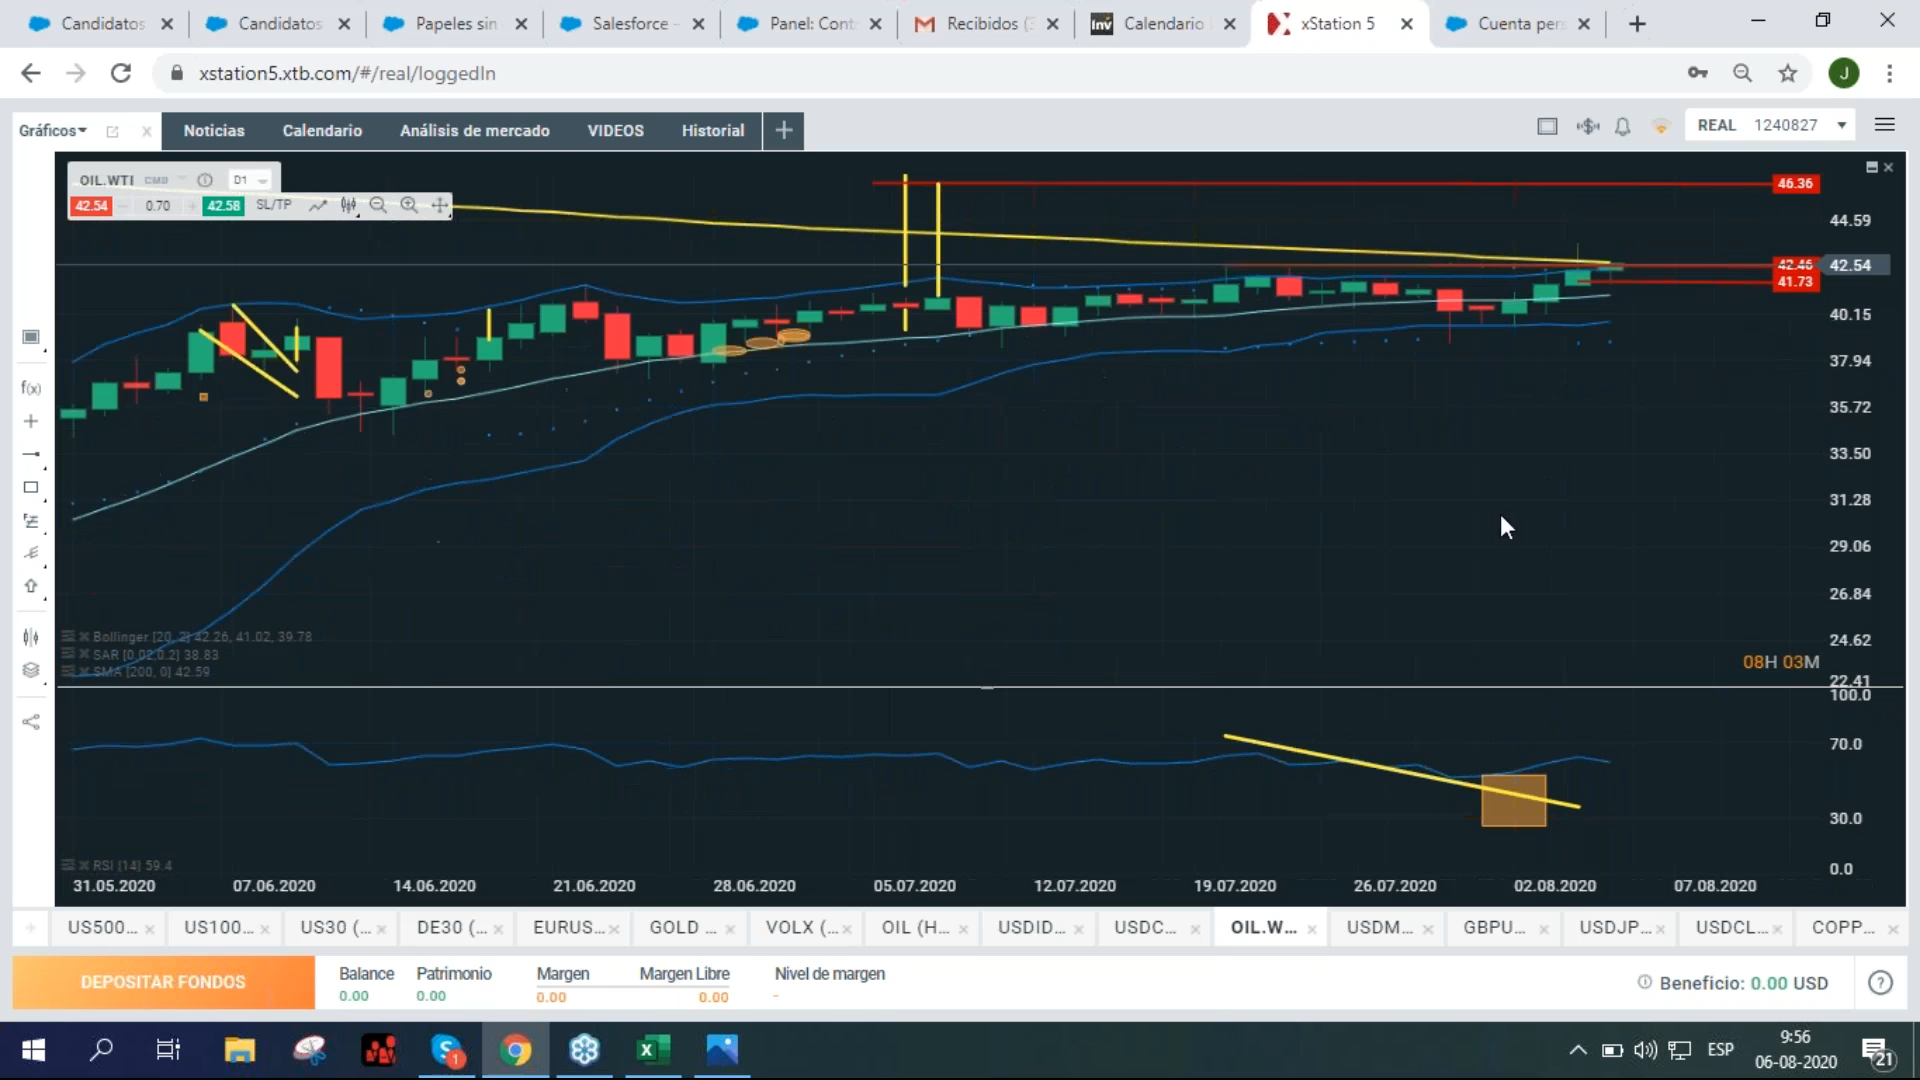 Candidatos
Candidatos
Papeles sin
Salesforce -
Panel: Cont
Recibidos (3
Calendario
xStation 5
Cuenta pers
xstation5.xtb.com/#/real/loggedIn
J
Gráficos
Noticias
Calendario
Análisis de mercado
VIDEOS
Historial
REAL 1240827
OIL.WTI CMD D1
42.54 0.70 42.58 SL/TP
46.36
44.59
42.46
42.54
41.73
40.15
37.94
35.72
33.50
31.28
29.06
26.84
24.62
22.41
f(x)
Bollinger [20, 2] 42.26, 41.02, 39.78
SAR [0.02,0.2] 38.83
SMA [200, 0] 42.59
08H 03M
100.0
70.0
30.0
0.0
RSI [14] 59.4
31.05.2020 07.06.2020 14.06.2020 21.06.2020 28.06.2020 05.07.2020 12.07.2020 19.07.2020 26.07.2020 02.08.2020 07.08.2020
US500... US100... US30 (... DE30 (... EURUS... GOLD ... VOLX (... OIL (H... USDID... USDC... OIL.W... USDM... GBPU... USDJP... USDCL... COPP...
DEPOSITAR FONDOS
Balance Patrimonio Margen Margen Libre Nivel de margen
0.00 0.00 0.00 0.00 -
Beneficio: 0.00 USD
?
1
ESP
9:56
06-08-2020
21